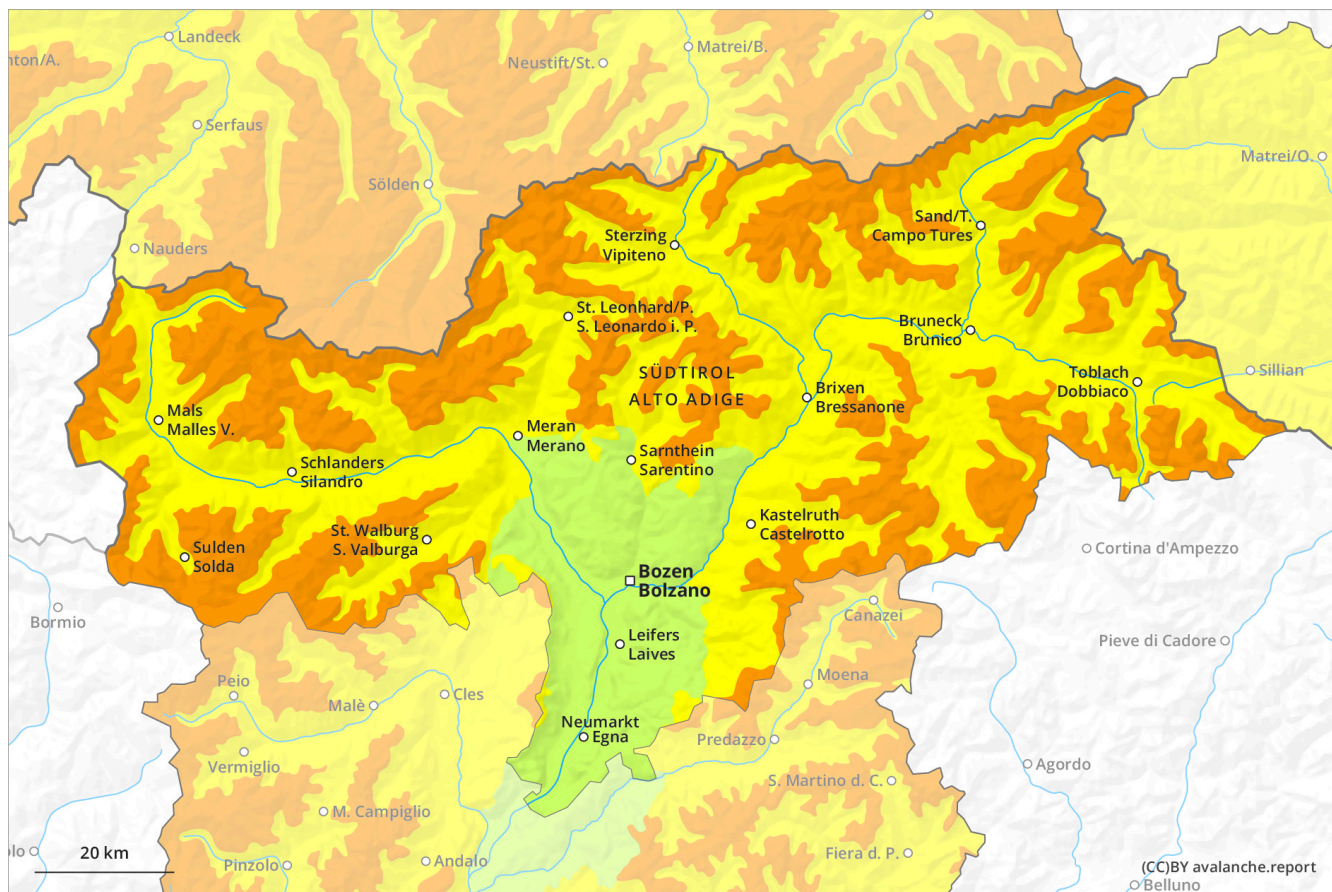 Landeck
nton/A.
Matrei/B.
Neustift/St.
Serfaus
Matrei/O.
Sölden
Nauders
Sand/T.
Campo Tures
Sterzing
Vipiteno
St. Leonhard/P.
S. Leonardo i. P.
Bruneck
Brunico
SÜDTIROL
ALTO ADIGE
Toblach
Dobbiaco
Sillian
Brixen
Bressanone
Mals
Malles V.
Meran
Merano
Sarnthein
Sarentino
Schlanders
Silandro
Kastelruth
Castelrotto
St. Walburg
S. Valburga
Sulden
Solda
Cortina d'Ampezzo
Bozen
Bolzano
Bormio
Canazei
Leifers
Laives
Pieve di Cadore
Peio
Malè
Cles
Moena
Neumarkt
Egna
Predazzo
Vermiglio
Agordo
S. Martino d. C.
M. Campiglio
olo
20 km
Pinzolo
Andalo
Fiera d. P.
(CC)BY avalanche.report
Belluno